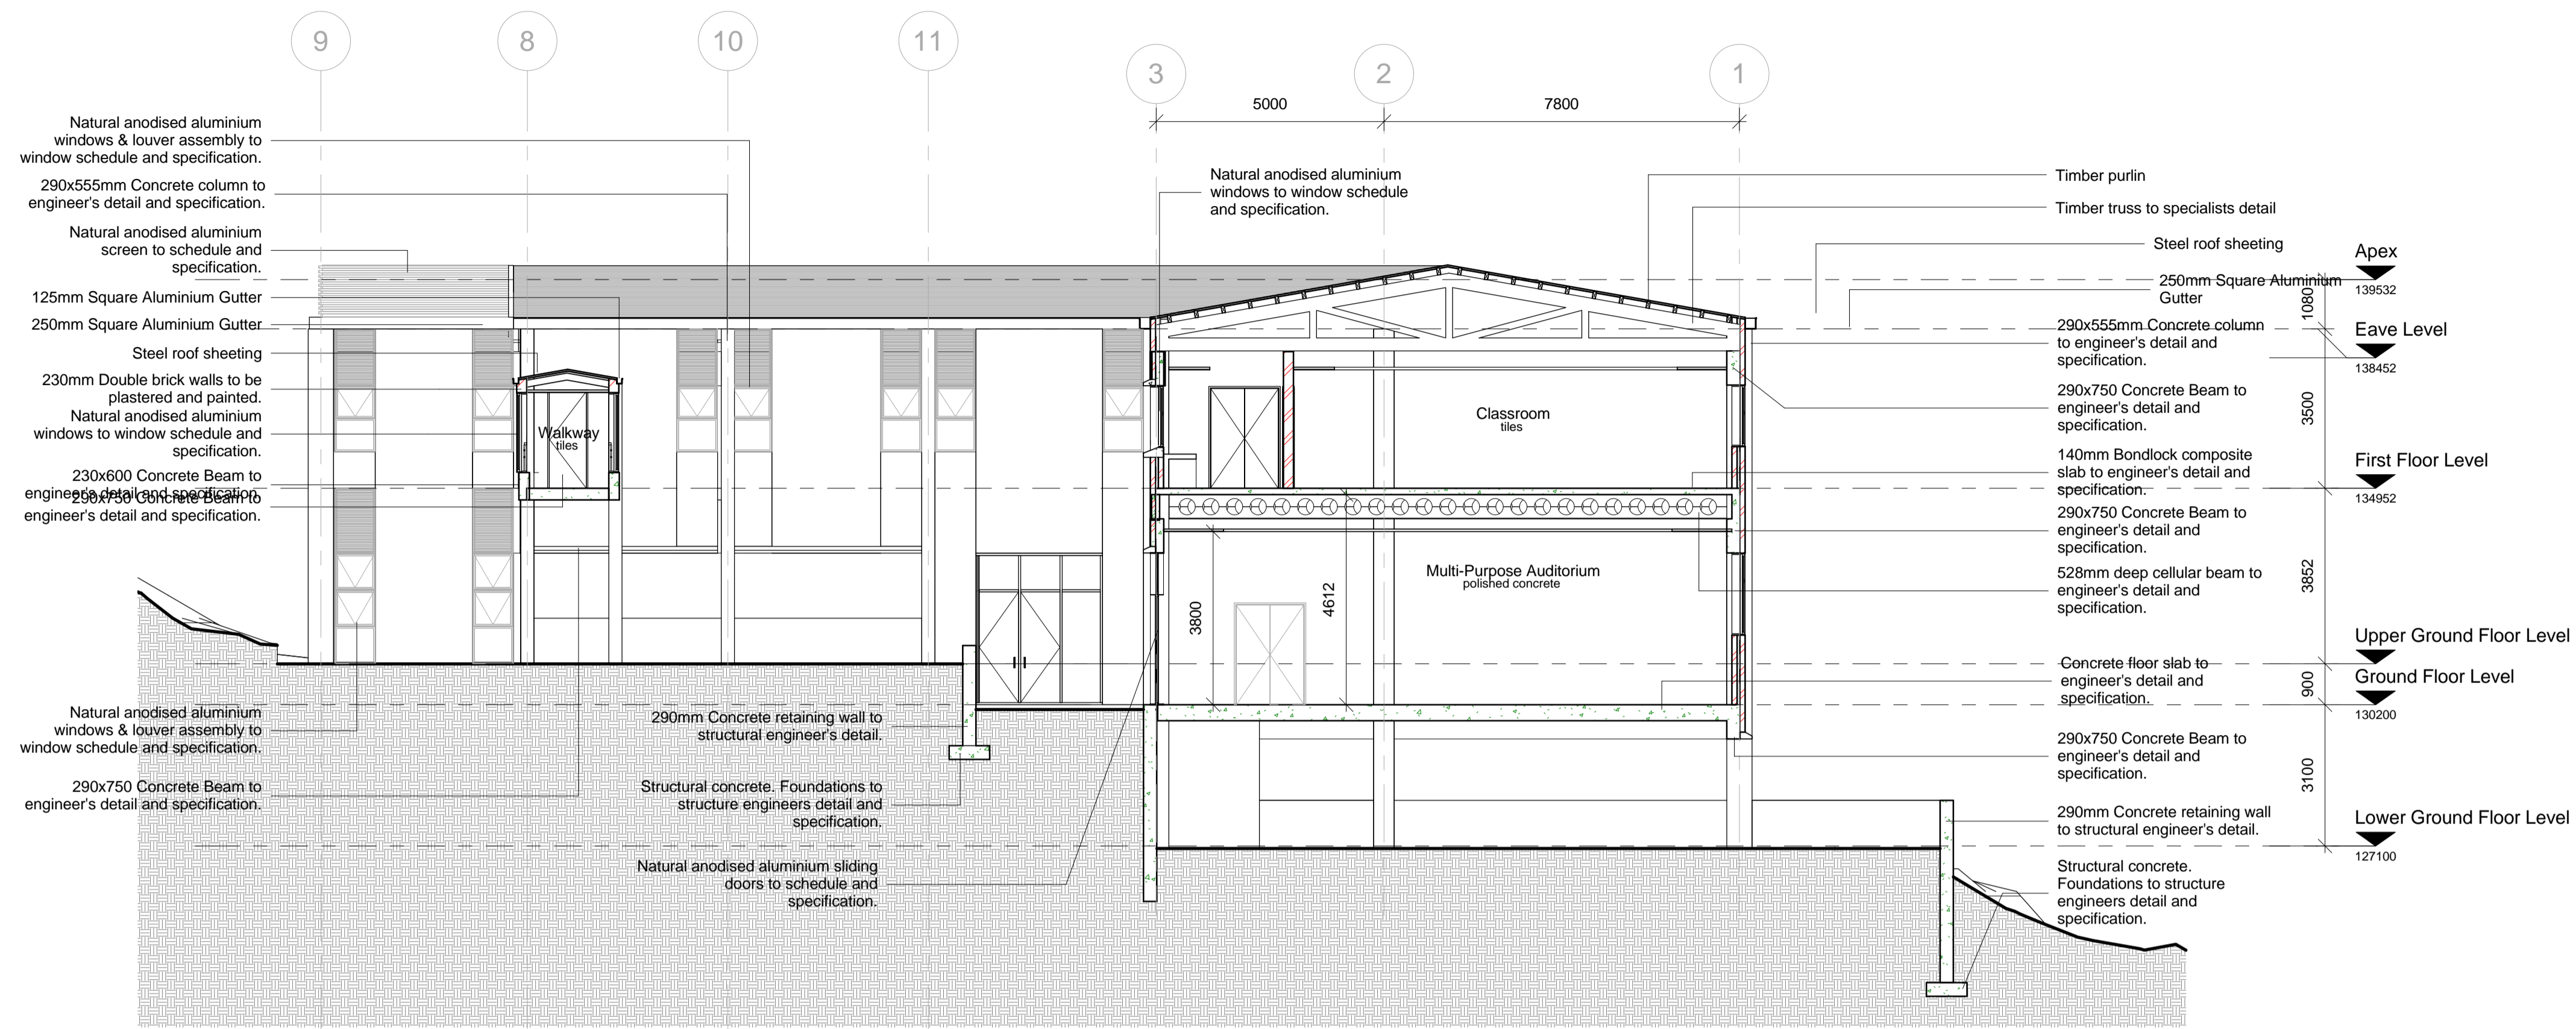 9
8
10
11
3
2
1
5000
7800
Natural anodised aluminium
windows & louver assembly to
window schedule and specification.
290x555mm Concrete column to
engineer's detail and specification.
Natural anodised aluminium
screen to schedule and
specification.
125mm Square Aluminium Gutter
250mm Square Aluminium Gutter
Steel roof sheeting
230mm Double brick walls to be
plastered and painted.
Natural anodised aluminium
windows to window schedule and
specification.
230x600 Concrete Beam to
engineer's detail and specification.
290x750 Concrete Beam to
engineer's detail and specification.
Natural anodised aluminium
windows & louver assembly to
window schedule and specification.
290x750 Concrete Beam to
engineer's detail and specification.
Walkway
tiles
290mm Concrete retaining wall to
structural engineer's detail.
Structural concrete. Foundations to
structure engineers detail and
specification.
Natural anodised aluminium sliding
doors to schedule and
specification.
Natural anodised aluminium
windows to window schedule
and specification.
Classroom
tiles
Multi-Purpose Auditorium
polished concrete
3800
4612
Timber purlin
Timber truss to specialists detail
Steel roof sheeting
250mm Square Aluminium
Gutter
290x555mm Concrete column
to engineer's detail and
specification.
290x750 Concrete Beam to
engineer's detail and
specification.
140mm Bondlock composite
slab to engineer's detail and
specification.
290x750 Concrete Beam to
engineer's detail and
specification.
528mm deep cellular beam to
engineer's detail and
specification.
Concrete floor slab to
engineer's detail and
specification.
290x750 Concrete Beam to
engineer's detail and
specification.
290mm Concrete retaining wall
to structural engineer's detail.
Structural concrete.
Foundations to structure
engineers detail and
specification.
1080
3500
3852
900
3100
Apex
139532
Eave Level
138452
First Floor Level
134952
Upper Ground Floor Level
Ground Floor Level
130200
Lower Ground Floor Level
127100